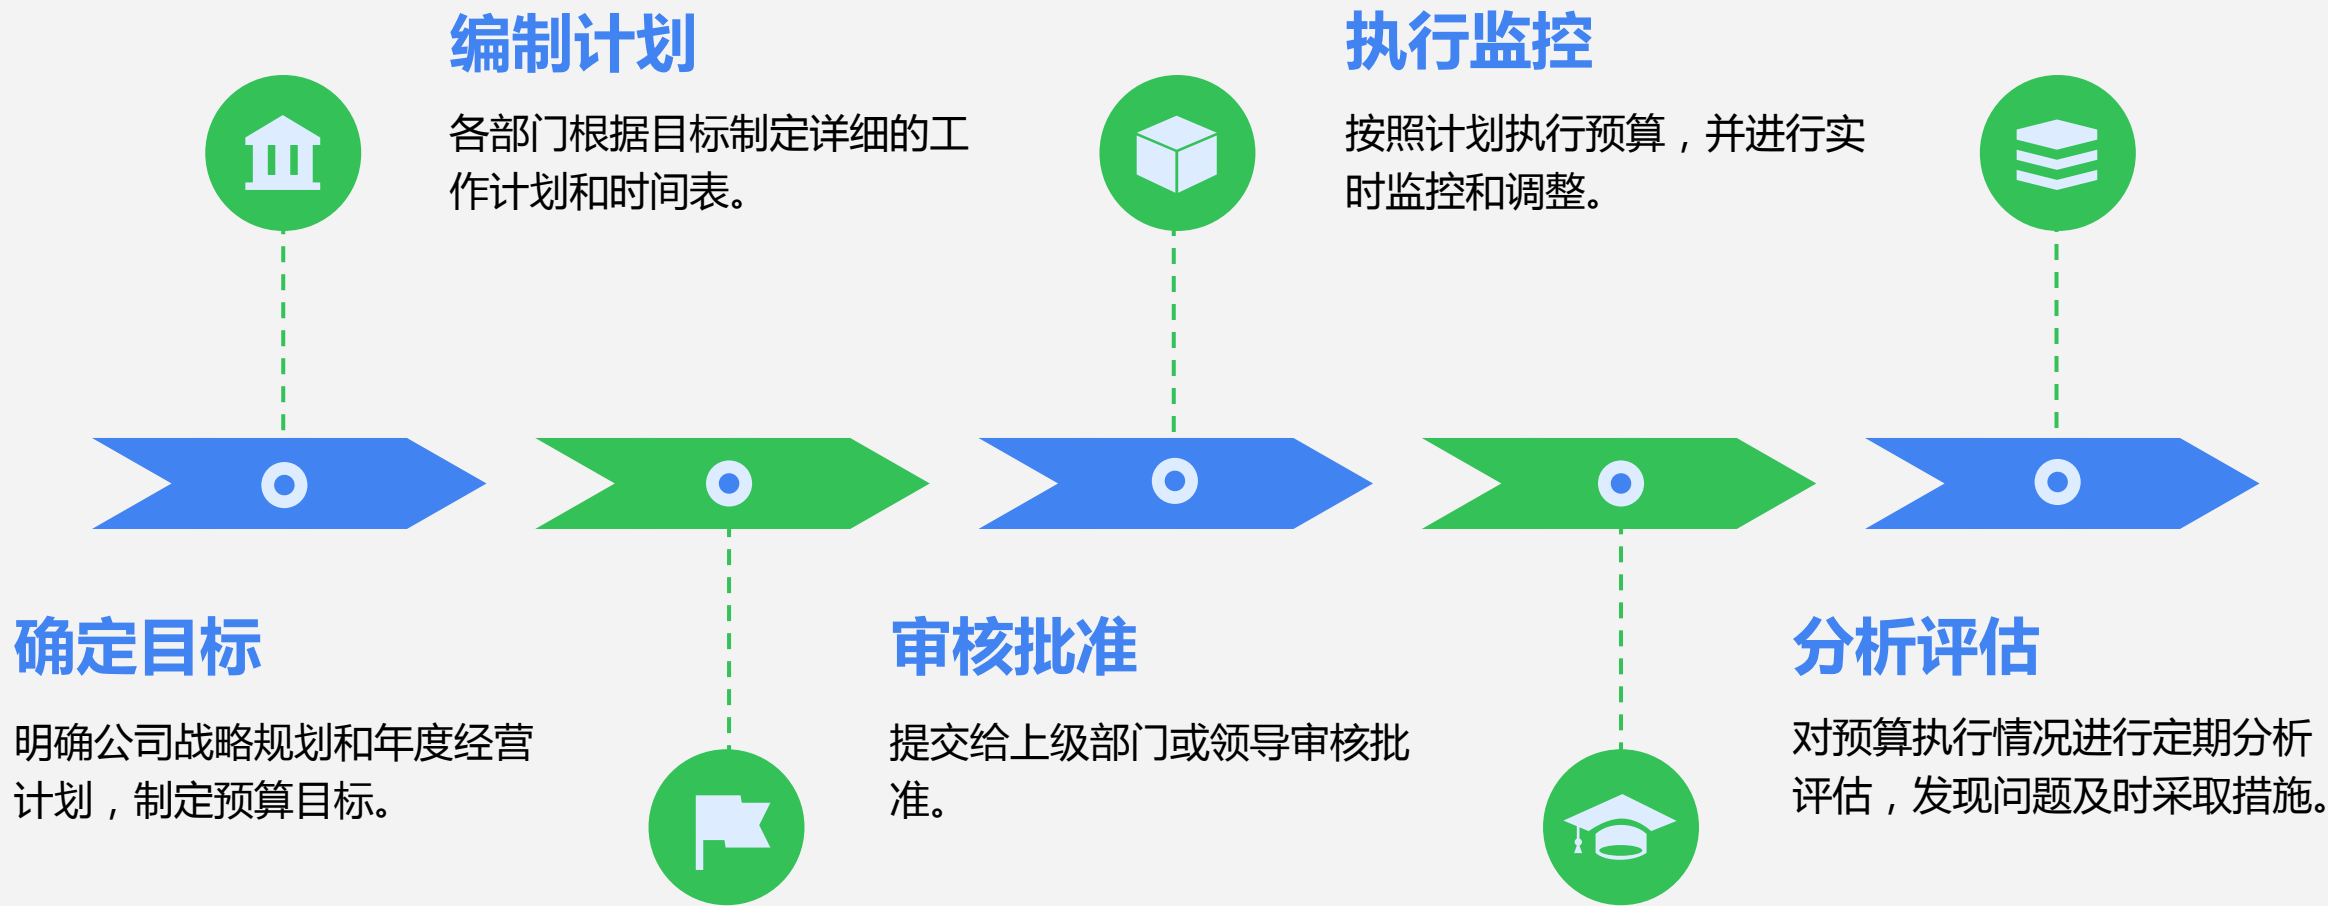 编制计划
各部门根据目标制定详细的工
作计划和时间表。
执行监控
按照计划执行预算，并进行实
时监控和调整。
确定目标
明确公司战略规划和年度经营
计划，制定预算目标。
审核批准
提交给上级部门或领导审核批
准。
分析评估
对预算执行情况进行定期分析
评估，发现问题及时采取措施。